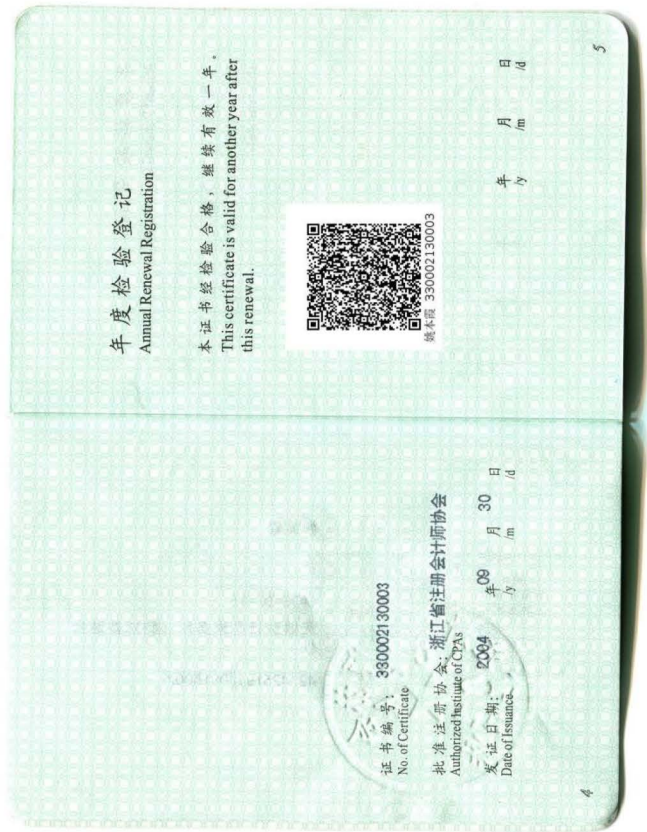 证书编号: 330002130003
No. of Certificate
批准注册协会: 浙江省注册会计师协会
Authorized Institute of CPAs
发证日期: 2004 年 09 月 30 日
Date of Issuance /y /m /d
4
年度检验登记
Annual Renewal Registration
本证书经检验合格，继续有效一年。
This certificate is valid for another year after
this renewal.
姚本霞 330002130003
年 月 日
/y /m /d
5